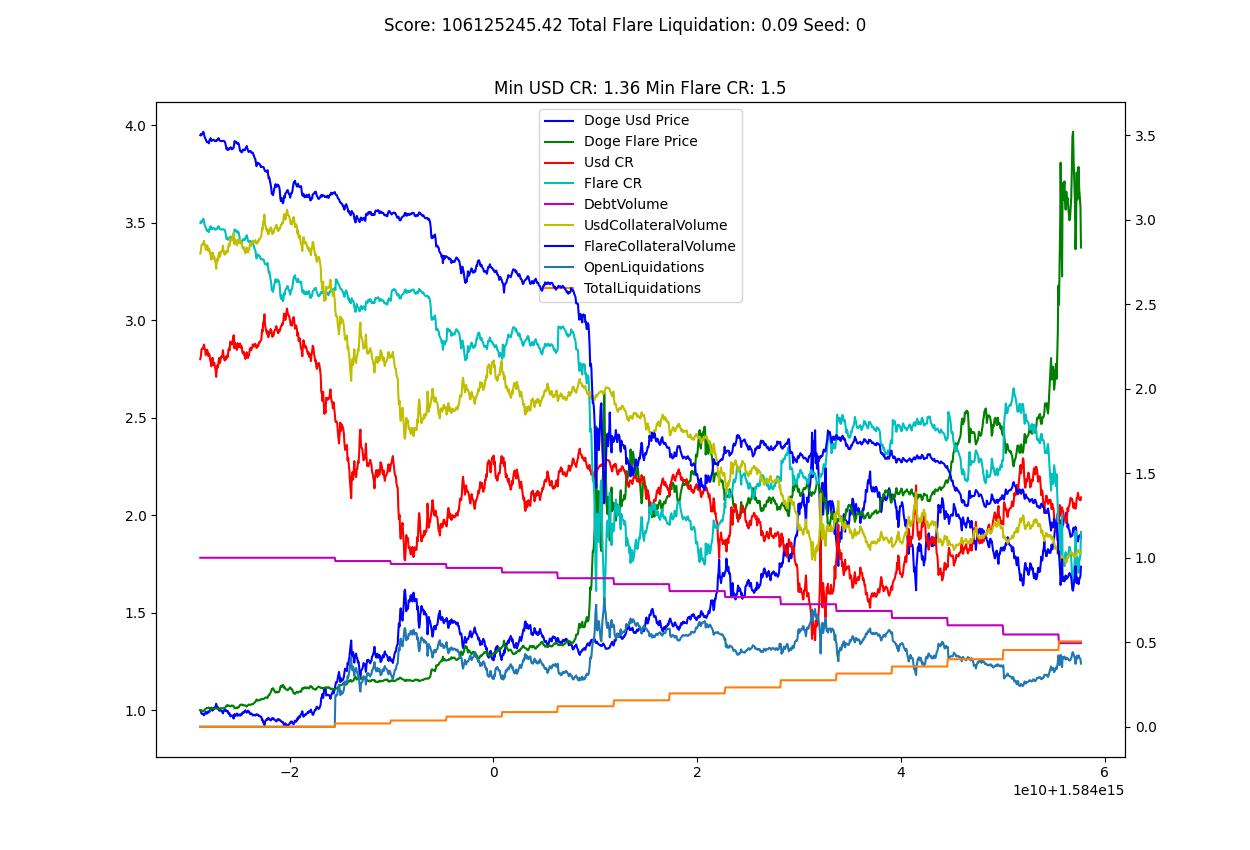 Score: 106125245.42 Total Flare Liquidation: 0.09 Seed: 0
Min USD CR: 1.36 Min Flare CR: 1.5
Doge Usd Price
Doge Flare Price
Usd CR
Flare CR
DebtVolume
UsdCollateralVolume
FlareCollateralVolume
OpenLiquidations
TotalLiquidations
4.0
3.5
3.0
2.5
2.0
1.5
1.0
3.5
3.0
2.5
2.0
1.5
1.0
0.5
0.0
−2 0 2 4 6
1e10+1.584e15